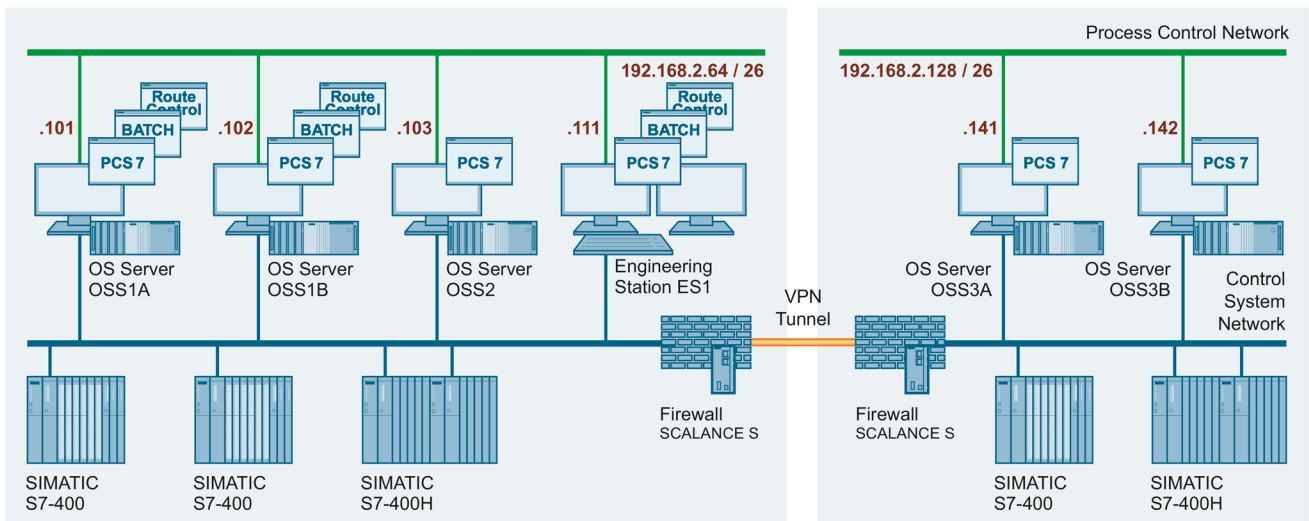 Process Control Network
192.168.2.64 / 26
192.168.2.128 / 26
Route
Control
BATCH
PCS 7
.101
Route
Control
BATCH
PCS 7
.102
PCS 7
.103
Route
Control
BATCH
PCS 7
.111
PCS 7
.141
PCS 7
.142
OS Server
OSS1A
OS Server
OSS1B
OS Server
OSS2
Engineering
Station ES1
OS Server
OSS3A
OS Server
OSS3B
Control
System
Network
VPN
Tunnel
Firewall
SCALANCE S
Firewall
SCALANCE S
SIMATIC
S7-400
SIMATIC
S7-400
SIMATIC
S7-400H
SIMATIC
S7-400
SIMATIC
S7-400H